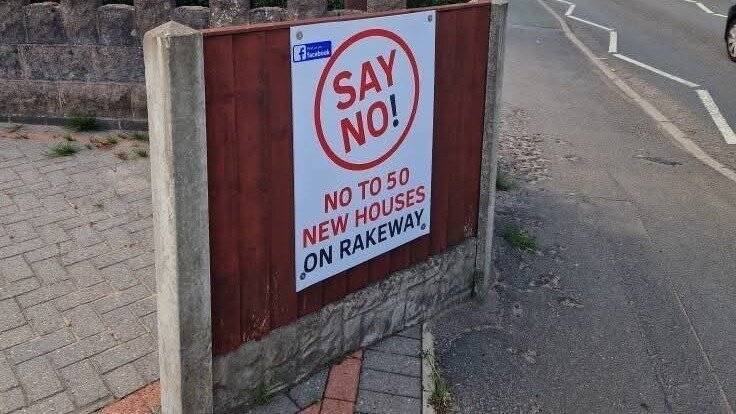 facebook
SAY
NO!
NO TO 50
NEW HOUSES
ON RAKEWAY